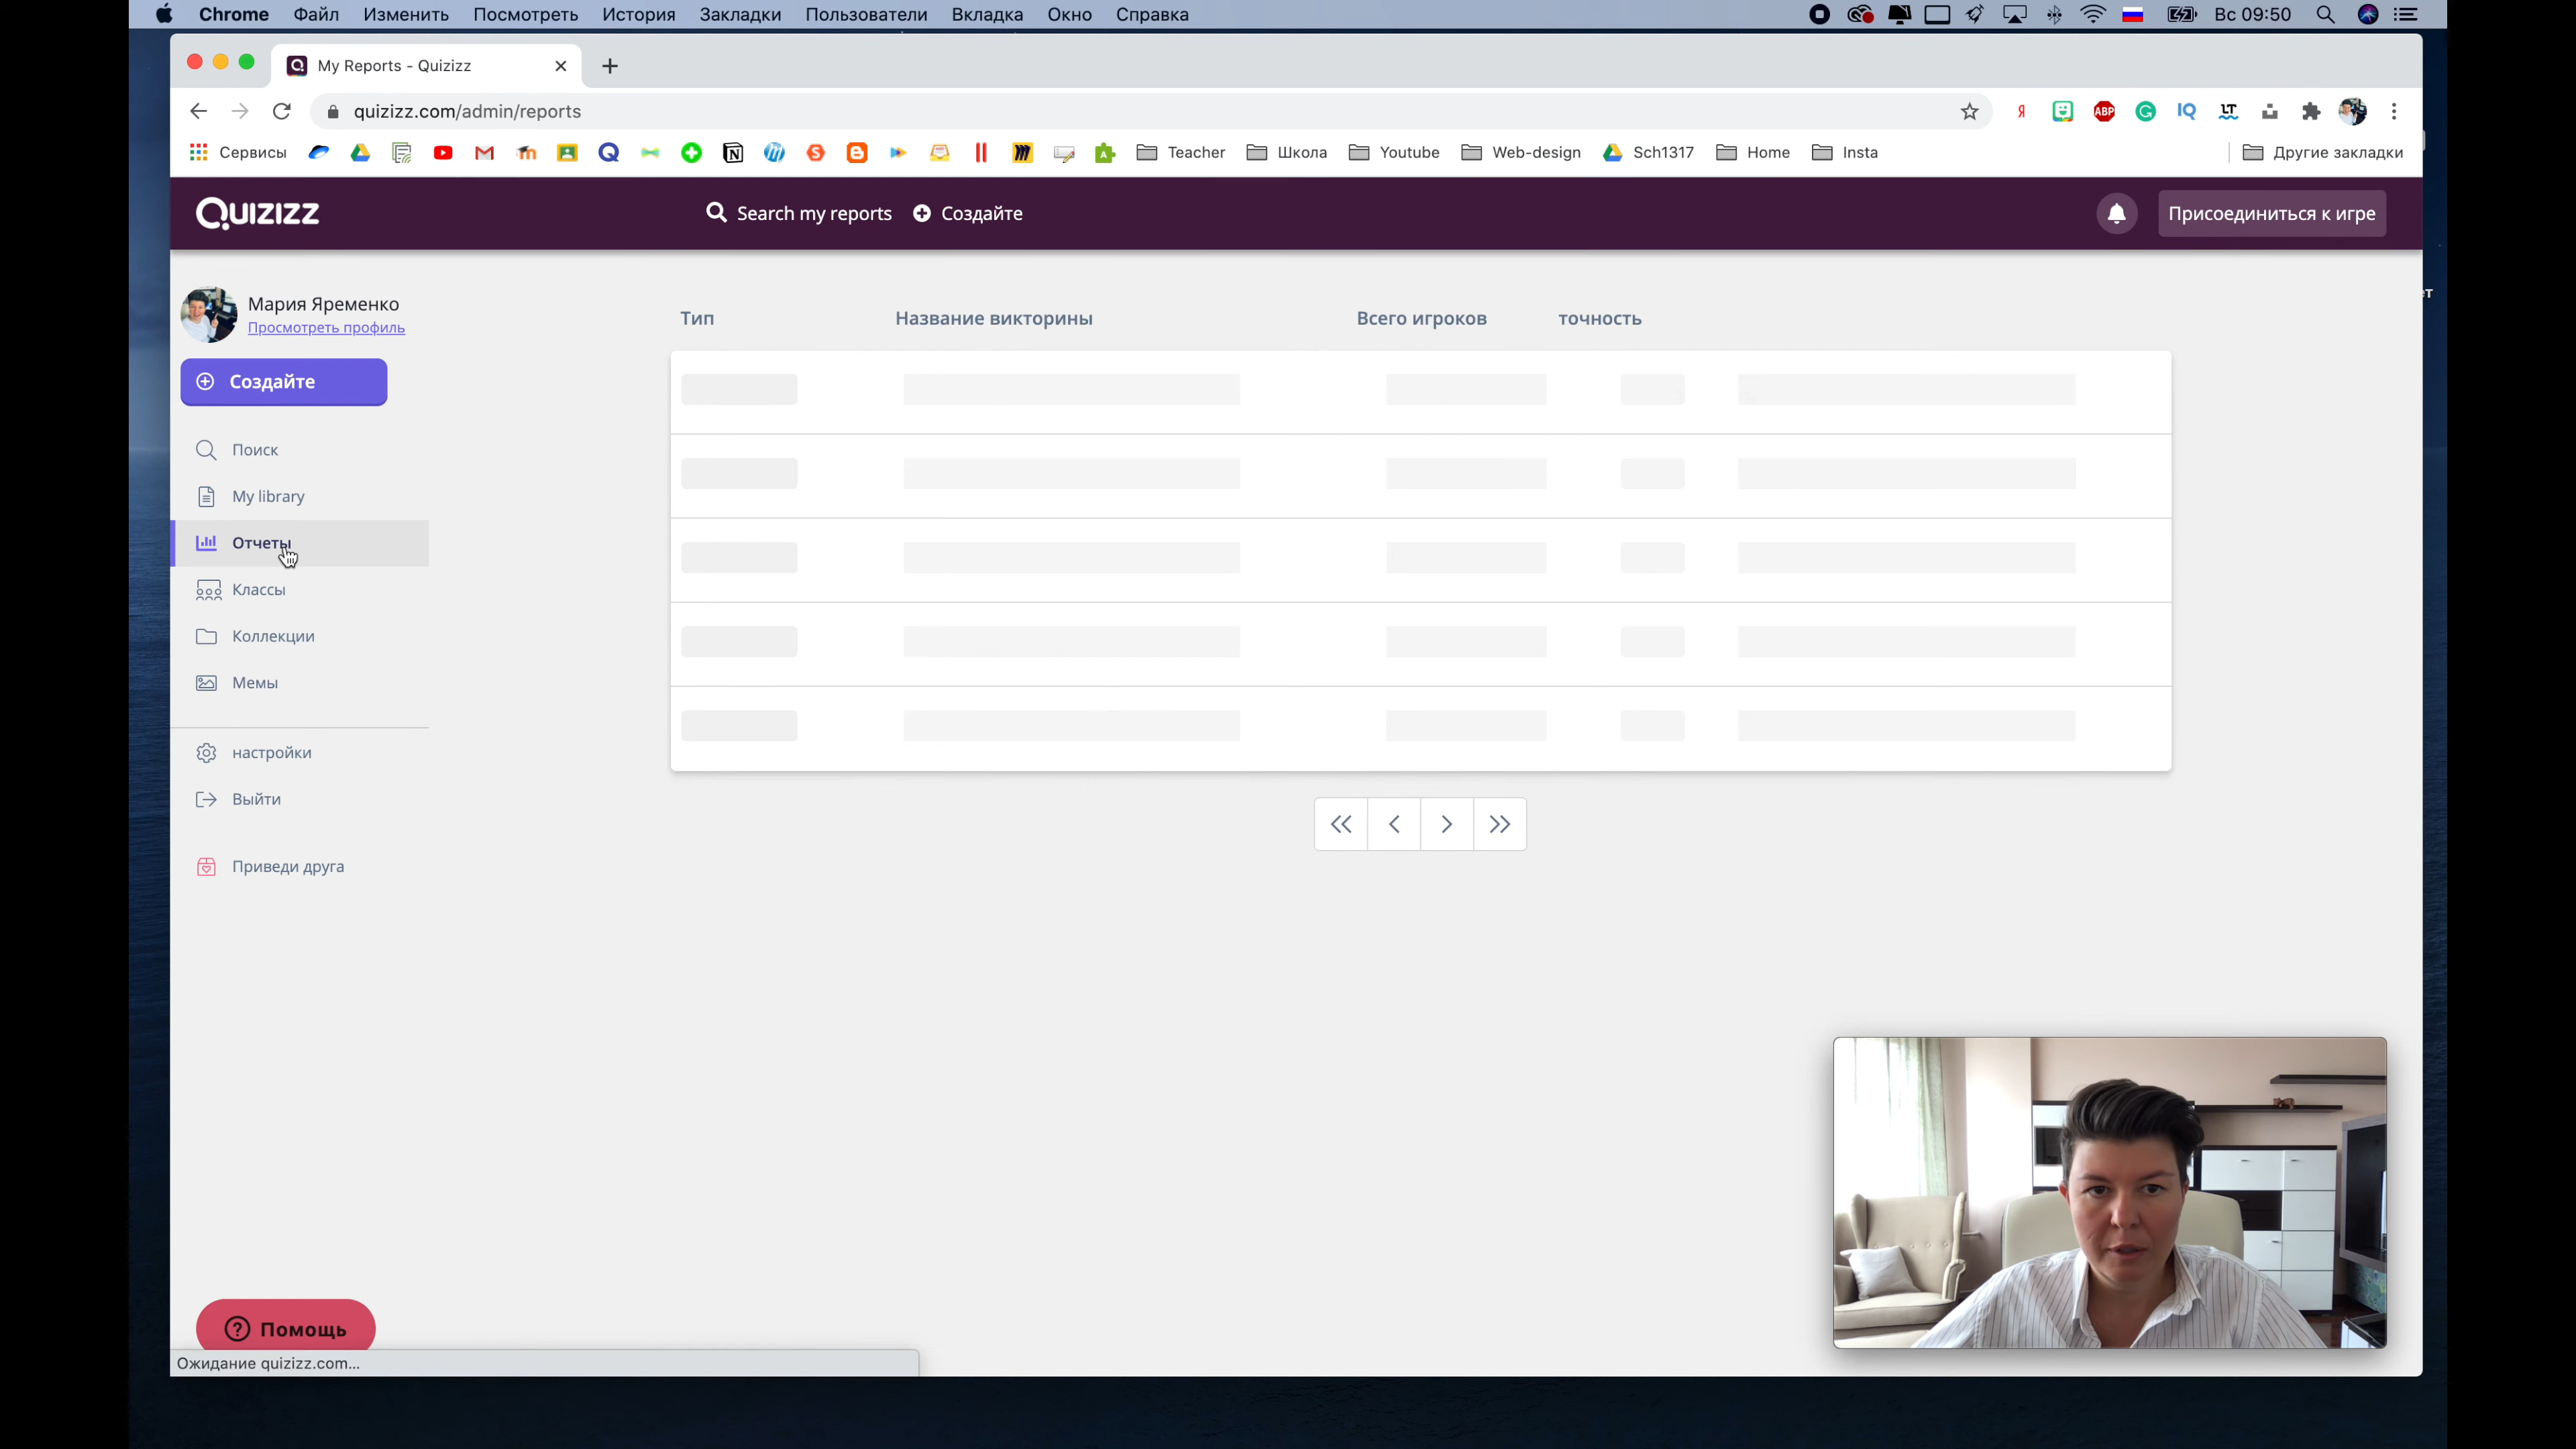 Chrome Файл Изменить Посмотреть История Закладки Пользователи Вкладка Окно Справка Вс 09:50
My Reports - Quizizz
quizizz.com/admin/reports
Сервисы Teacher Школа Youtube Web-design Sch1317 Home Insta Другие закладки
Quizizz Search my reports Создайте Присоединиться к игре
Мария Яременко
Просмотреть профиль
Тип Название викторины Всего игроков точность
Создайте
Поиск
My library
Отчеты
Классы
Коллекции
Мемы
настройки
Выйти
Приведи друга
Помощь
Ожидание quizizz.com...